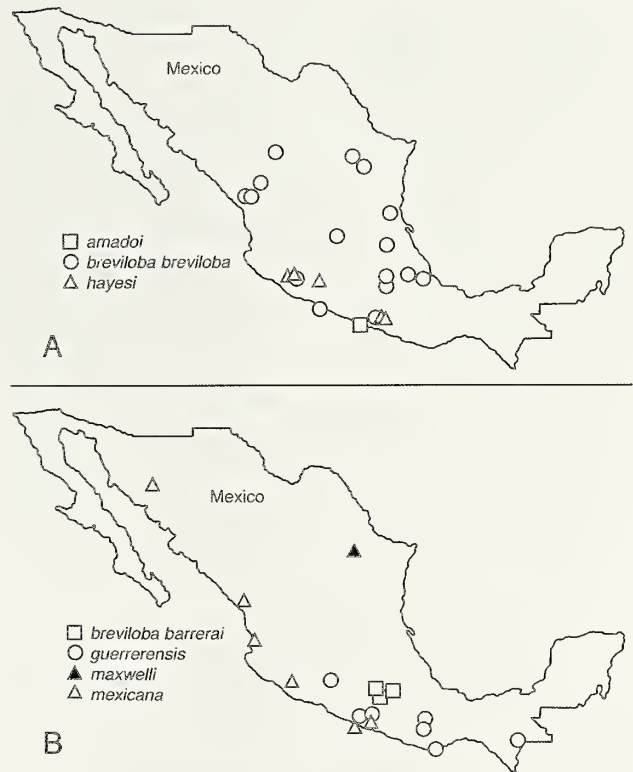 Mexico
amadoi
breviloba breviloba
hayesi
A
Mexico
breviloba barrerai
guerrerensis
maxwelli
mexicana
B